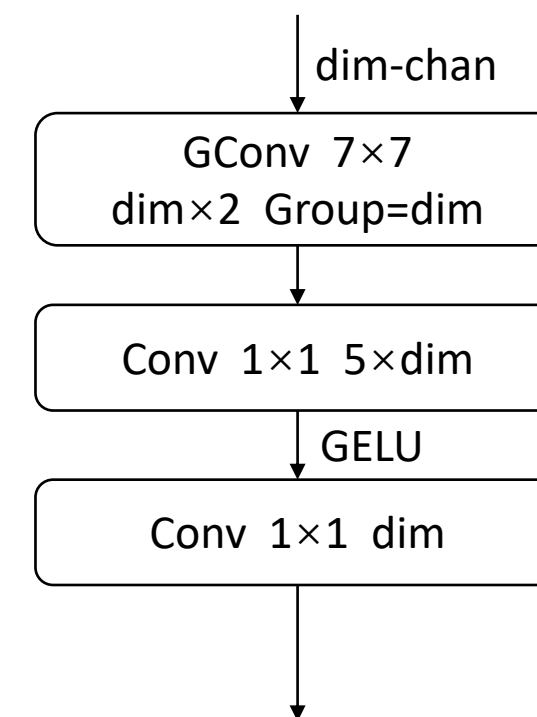 dim-chan
GConv 7×7
dim×2 Group=dim
Conv 1×1 5×dim
GELU
Conv 1×1 dim